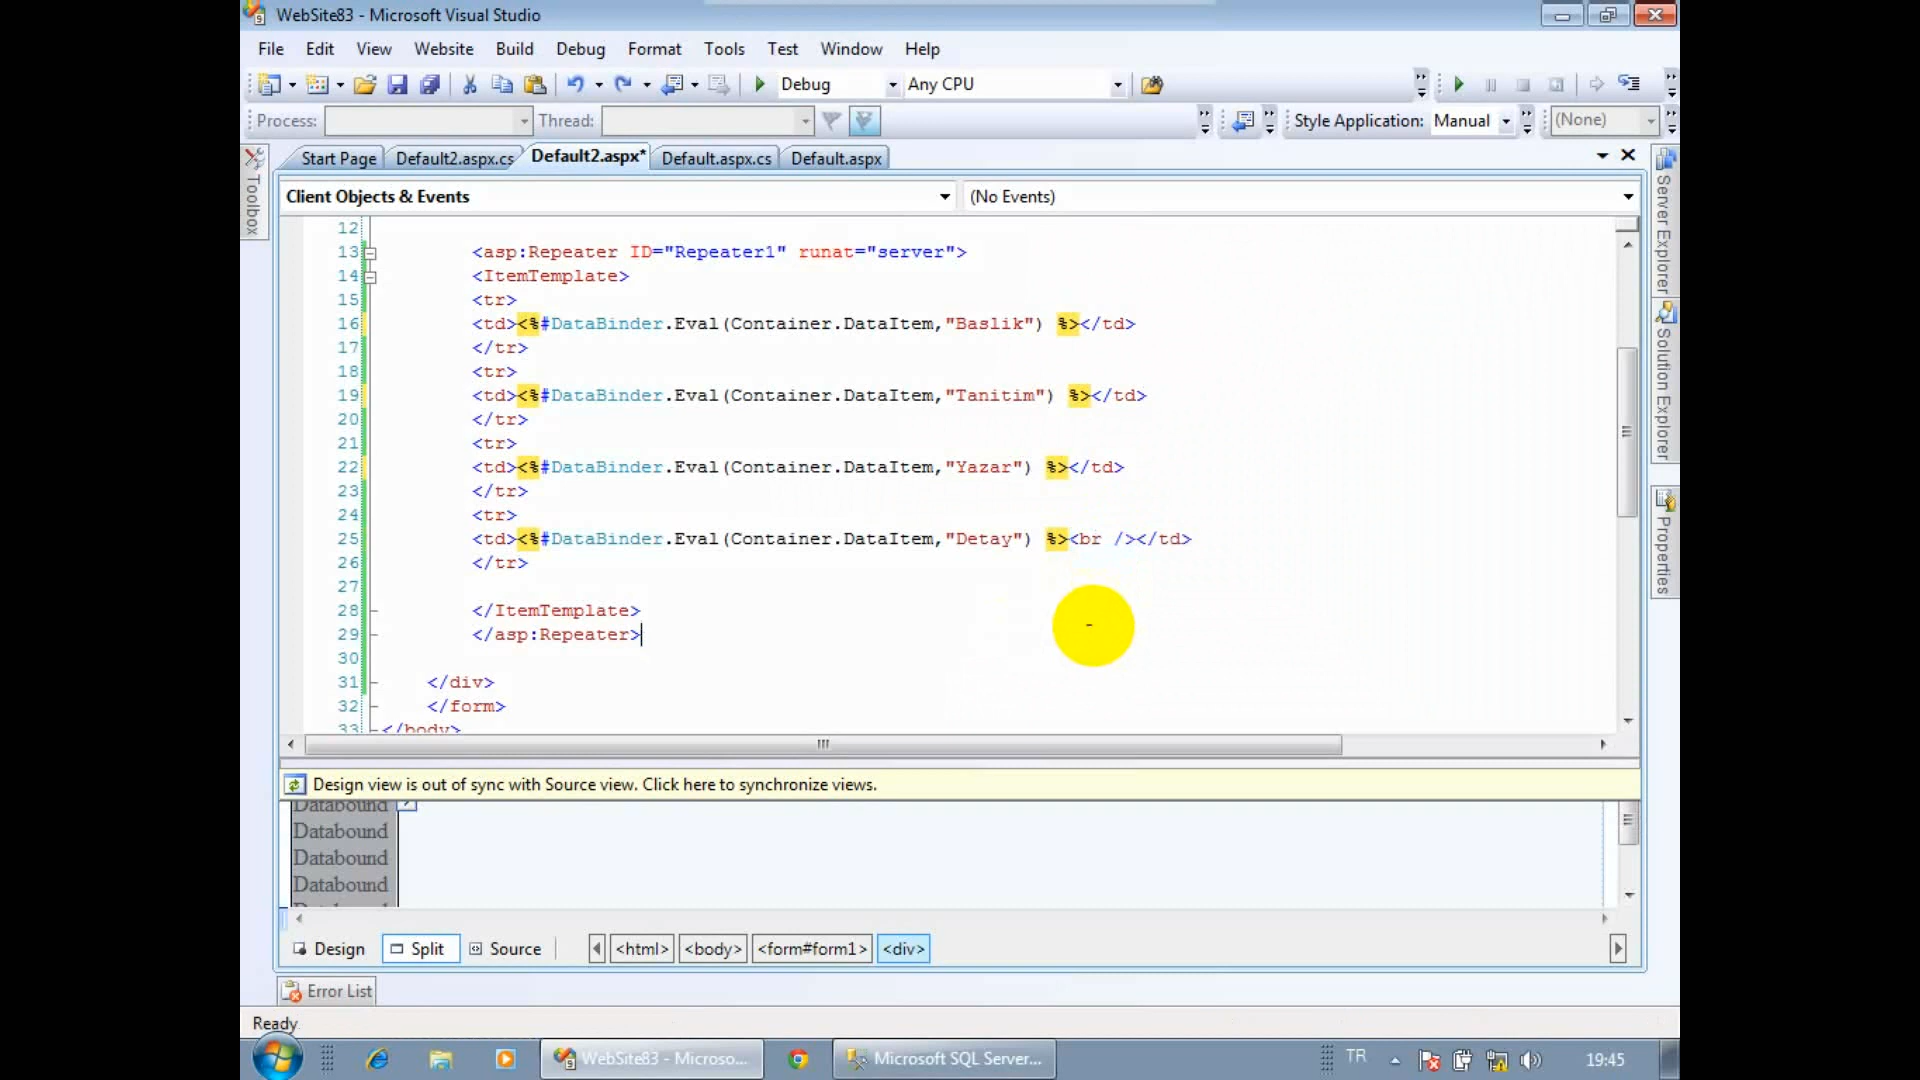 WebSite83 - Microsoft Visual Studio
File Edit View Website Build Debug Format Tools Test Window Help
Debug Any CPU
Process: Thread: Style Application: Manual (None)
Toolbox
Start Page Default2.aspx.cs Default2.aspx* Default.aspx.cs Default.aspx
Client Objects & Events (No Events)
12
13 <asp:Repeater ID="Repeater1" runat="server">
14 <ItemTemplate>
15 <tr>
16 <td><%#DataBinder.Eval(Container.DataItem,"Baslik") %></td>
17 </tr>
18 <tr>
19 <td><%#DataBinder.Eval(Container.DataItem,"Tanitim") %></td>
20 </tr>
21 <tr>
22 <td><%#DataBinder.Eval(Container.DataItem,"Yazar") %></td>
23 </tr>
24 <tr>
25 <td><%#DataBinder.Eval(Container.DataItem,"Detay") %><br /></td>
26 </tr>
27
28 </ItemTemplate>
29 </asp:Repeater>
30
31 </div>
32 </form>
33 </body>
Server Explorer
Solution Explorer
Properties
Design view is out of sync with Source view. Click here to synchronize views.
Databound
Databound
Databound
Databound
Design Split Source <html> <body> <form#form1> <div>
Error List
Ready
WebSite83 - Microso... Microsoft SQL Server... TR 19:45